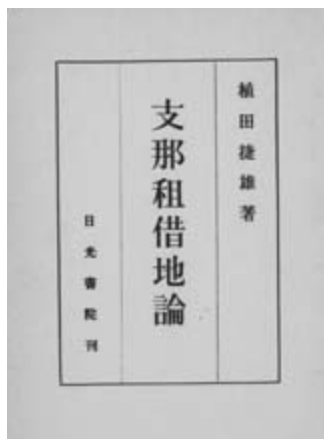 植田捷雄著
支那租借地論
日光書院刊